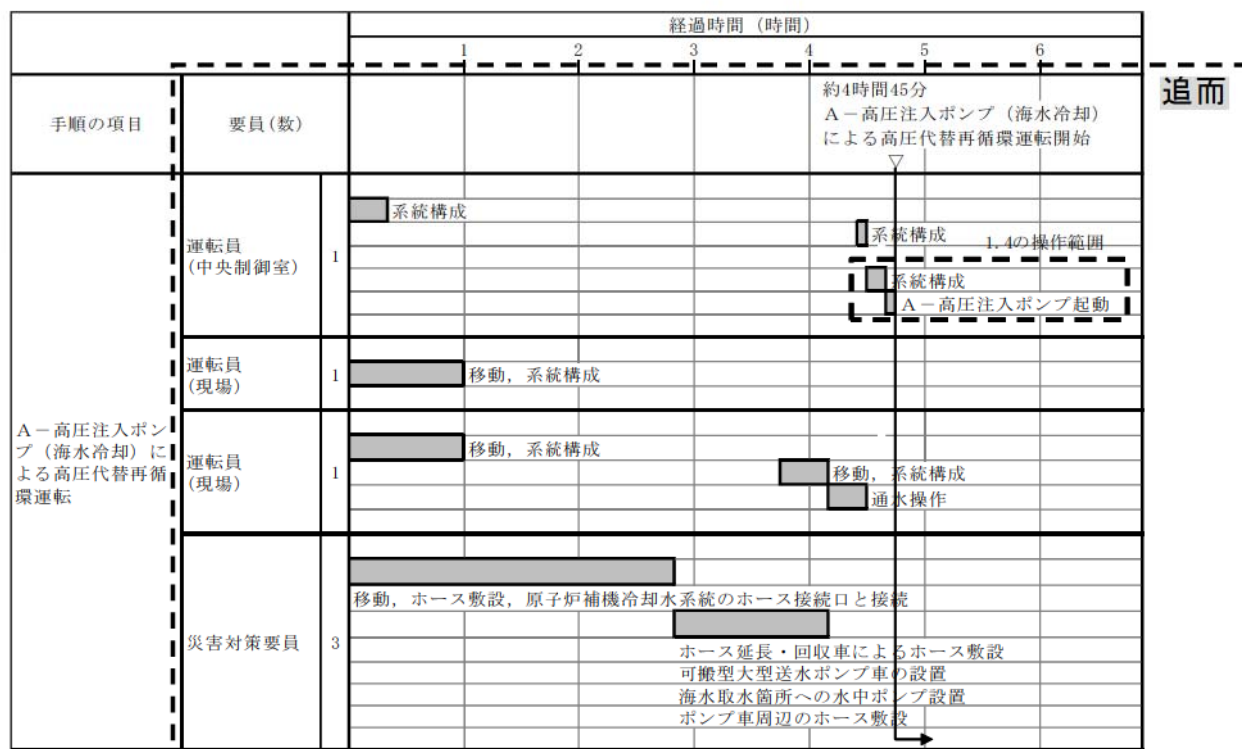 経過時間(時間)
1 2 3 4 5 6
手順の項目
要員(数)
約4時間45分
A－高圧注入ポンプ(海水冷却)
による高圧代替再循環運転開始
▽
追而
A－高圧注入ポン
プ(海水冷却)に
よる高圧代替再循
環運転
運転員
(中央制御室)
1
系統構成
系統構成
1.4の操作範囲
系統構成
A－高圧注入ポンプ起動
運転員
(現場)
1
移動，系統構成
運転員
(現場)
1
移動，系統構成
移動，系統構成
通水操作
災害対策要員
3
移動，ホース敷設，原子炉補機冷却水系統のホース接続口と接続
ホース延長・回収車によるホース敷設
可搬型大型送水ポンプ車の設置
海水取水箇所への水中ポンプ設置
ポンプ車周辺のホース敷設